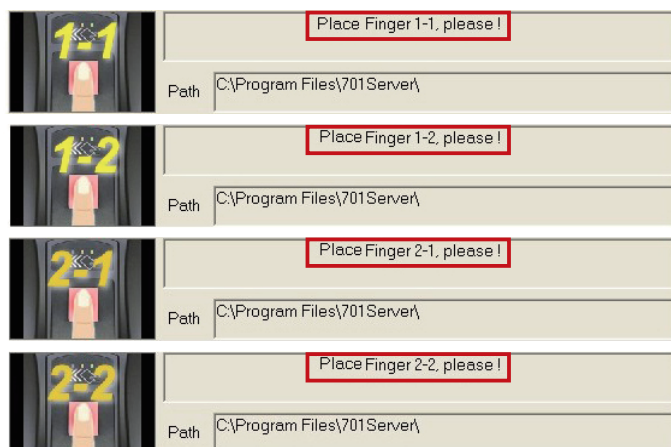 1-1
Place Finger 1-1, please !
Path C:\Program Files\701Server\
1-2
Place Finger 1-2, please !
Path C:\Program Files\701Server\
2-1
Place Finger 2-1, please !
Path C:\Program Files\701Server\
2-2
Place Finger 2-2, please !
Path C:\Program Files\701Server\